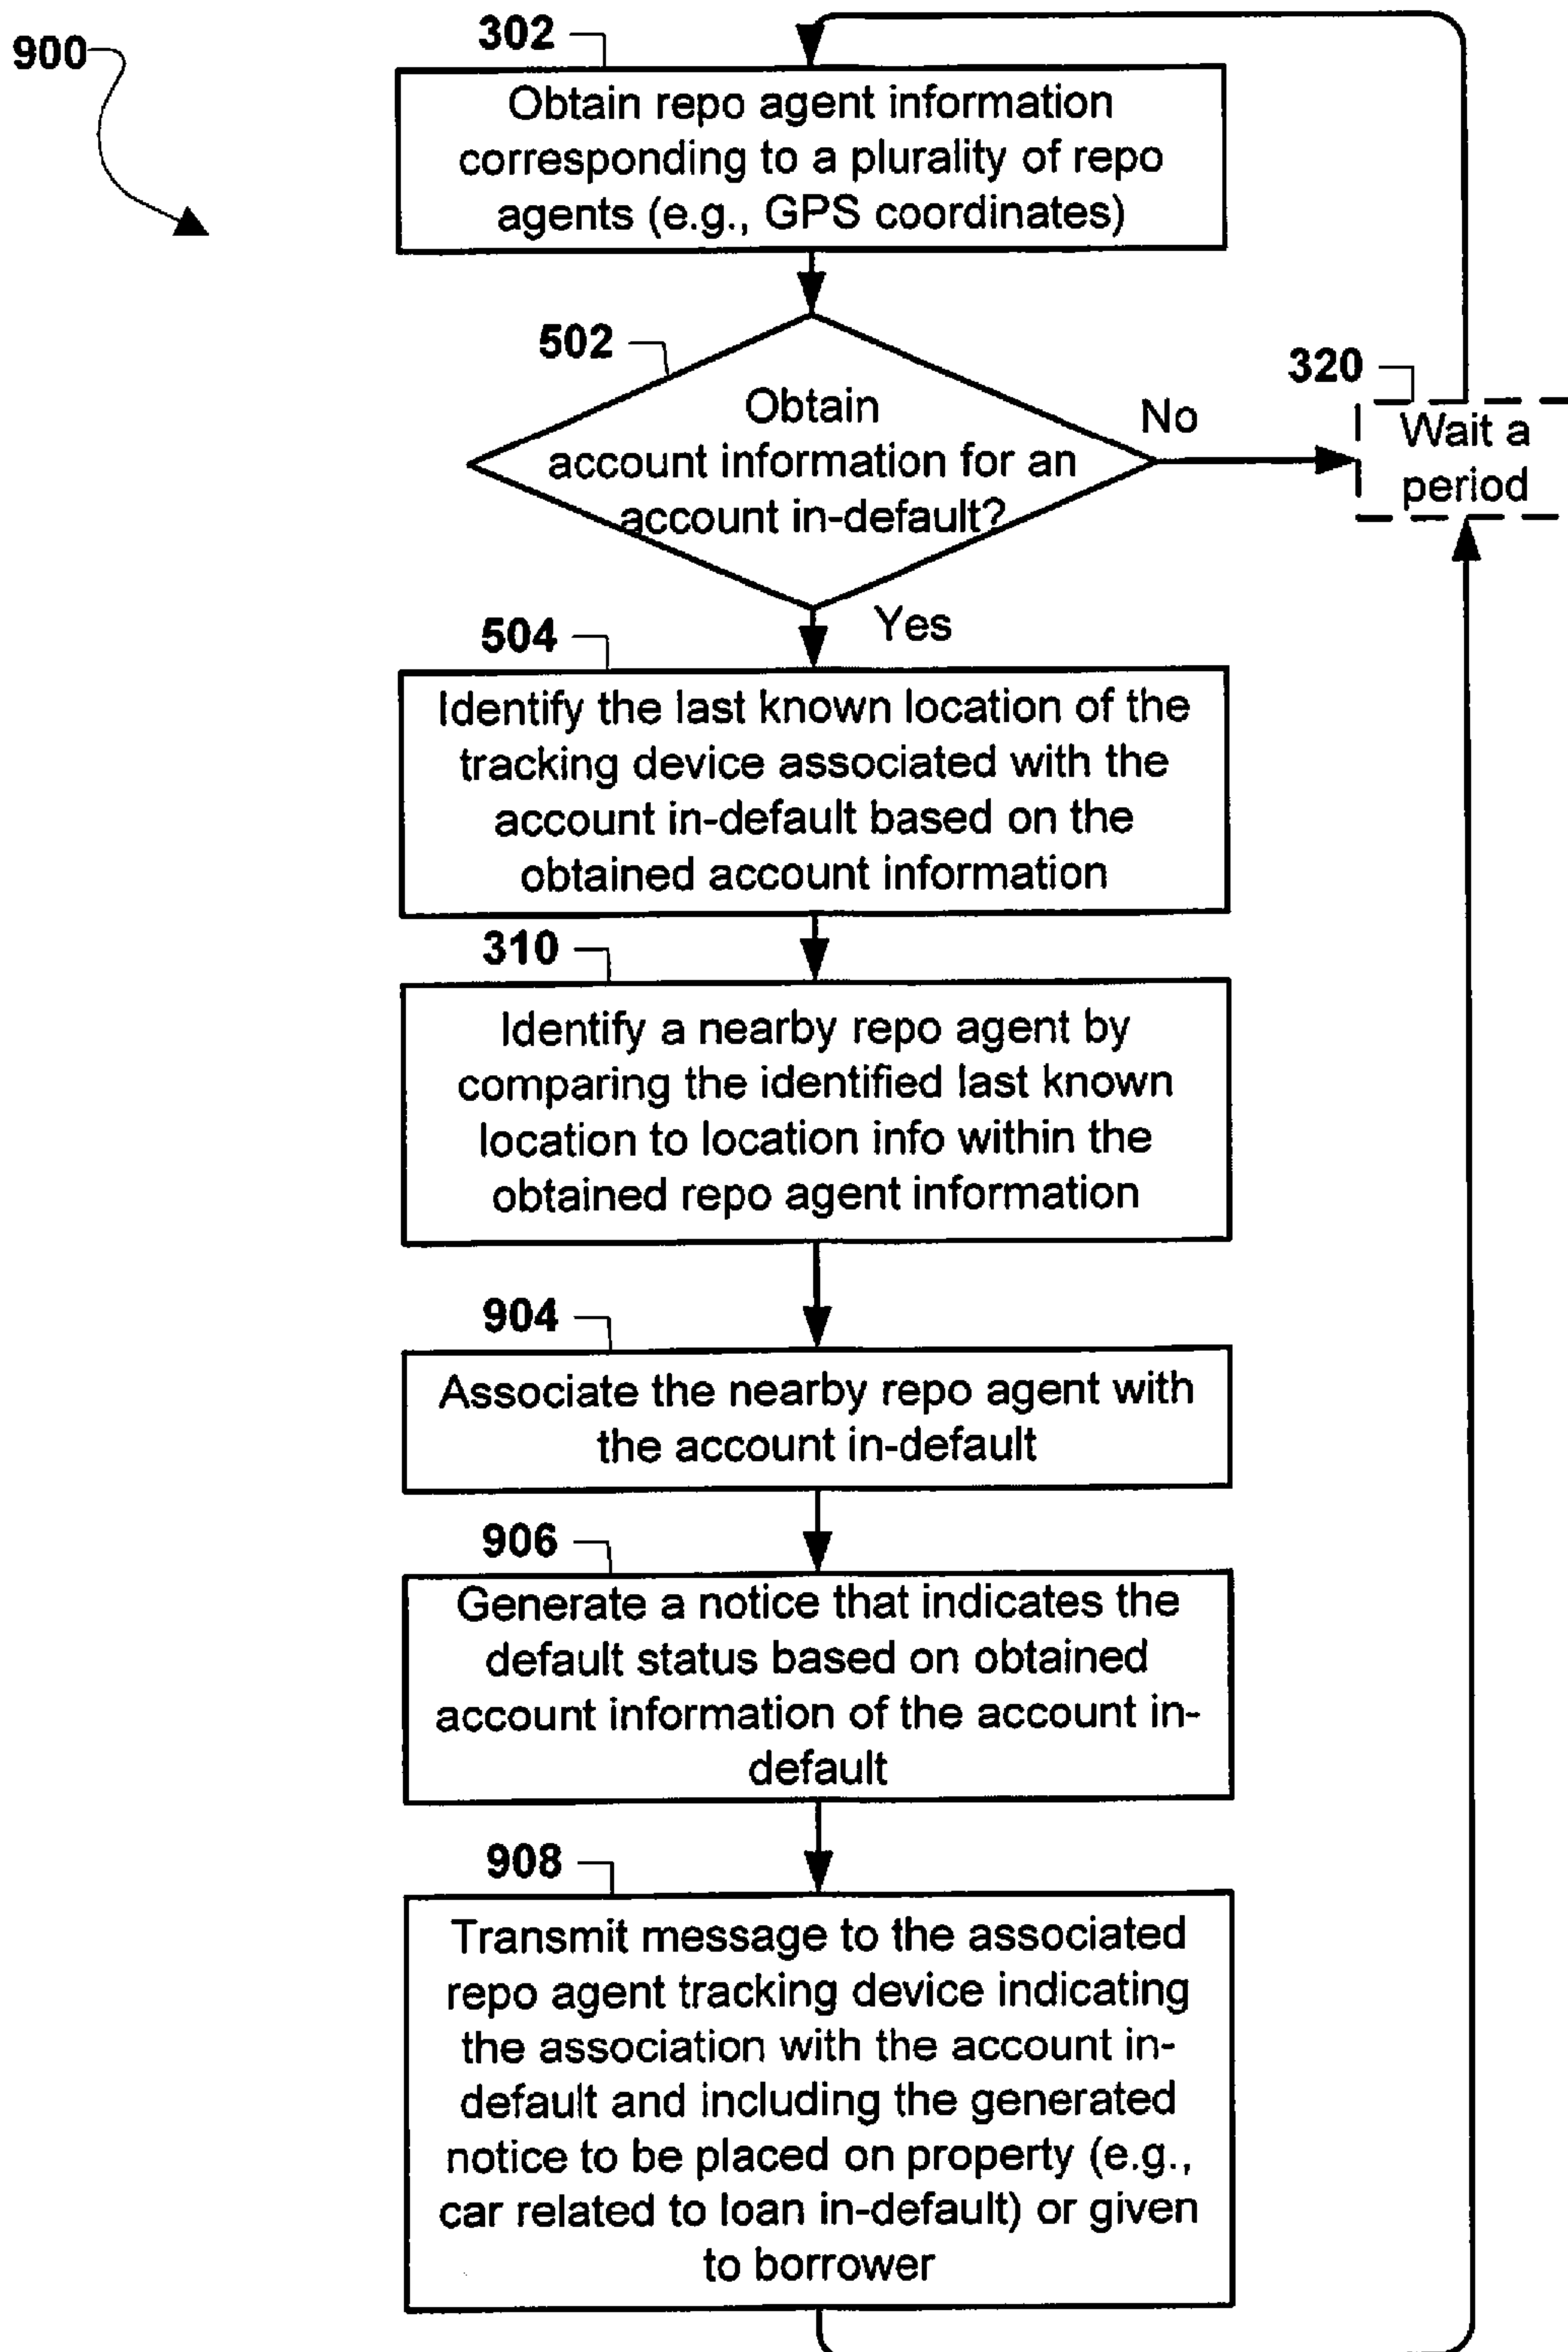 302
900
Obtain repo agent information
corresponding to a plurality of repo
agents (e.g., GPS coordinates)
502
Obtain
account information for an
account in-default?
No
320
Wait a
period
Yes
504
Identify the last known location of the
tracking device associated with the
account in-default based on the
obtained account information
310
Identify a nearby repo agent by
comparing the identified last known
location to location info within the
obtained repo agent information
904
Associate the nearby repo agent with
the account in-default
906
Generate a notice that indicates the
default status based on obtained
account information of the account in-
default
908
Transmit message to the associated
repo agent tracking device indicating
the association with the account in-
default and including the generated
notice to be placed on property (e.g.,
car related to loan in-default) or given
to borrower